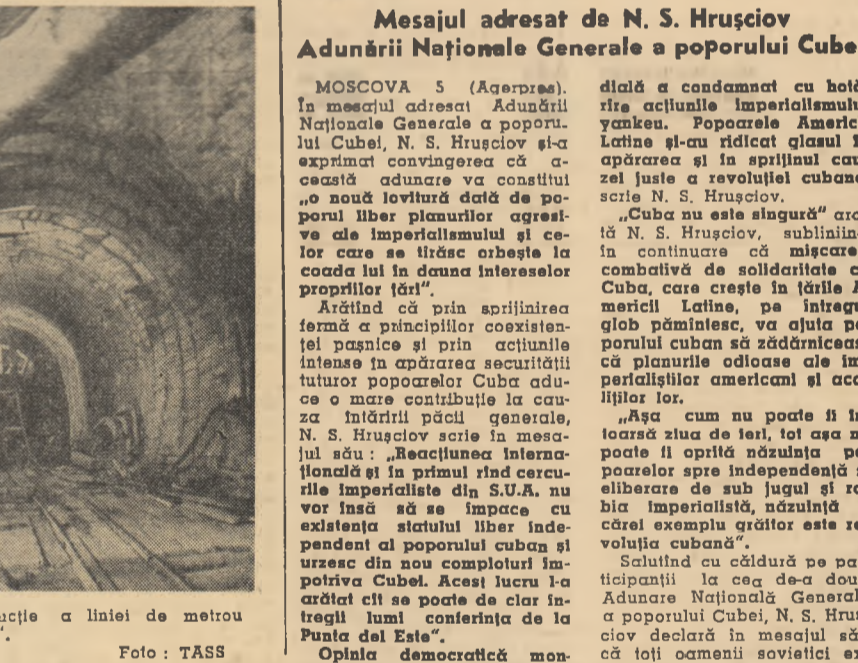 Mesajul adresat de N. S. Hrușciov
Adunării Naționale Generale a poporului Cube
MOSCOVA 5 (Agerpres).
În mesajul adresat Adunării
Naționale Generale a poporu-
lui Cubei, N. S. Hrușciov și-a
exprimat convingerea că a-
ceastă adunare va constitui
„o nouă lovitură dată de po-
porul liber planurilor agresi-
ve ale imperialismului și ce-
lor care se tîrăsc orbește la
coada lui în dauna intereselor
propriilor țări”.
Arătînd că prin sprijinirea
fermă a principiilor coexisten-
ței pașnice și prin acțiunile
intense în apărarea securității
tuturor popoarelor Cuba adu-
ce o mare contribuție la cau-
za întăririi păcii generale,
N. S. Hrușciov scrie în mesa-
jul său : „Reacțiunea interna-
țională și în primul rînd cercu-
rile imperialiste din S.U.A. nu
vor însă să se împace cu
existența statului liber inde-
pendent al poporului cuban și
urzesc din nou comploturi îm-
potriva Cubei. Acest lucru l-a
arătat cît se poate de clar în-
tregii lumi conferința de la
Punta del Este”.
Opinia democratică mon-
dială a condamnat cu hotă
rîre acțiunile imperialismulu
yankeu. Popoarele Americ
Latine și-au ridicat glasul î
apărarea și în sprijinul cau
zei juste a revoluției cubane
scrie N. S. Hrușciov.
„Cuba nu este singură” ara
tă N. S. Hrușciov, subliniin
în continuare că mișcare
combativă de solidaritate c
Cuba, care crește în țările A
mericii Latine, pe întregu
glob pămîntesc, va ajuta po
porului cuban să zădărniceas
că planurile odioase ale im
perialiștilor americani și aco
liților lor.
„Așa cum nu poate fi în
toarsă ziua de ieri, tot așa n
poate fi oprită năzuința po
poarelor spre independență ș
eliberare de sub jugul și ro
bia imperialistă, năzuință
cărei exemplu grăitor este re
voluția cubană”.
Salutînd cu căldură pe pa
ticipanții la cea de-a dou
Adunare Națională General
a poporului Cubei, N. S. Hruș
ciov declară în mesajul să
că toți oamenii sovietici ex
ucție a liniei de metrou
”.
Foto : TASS